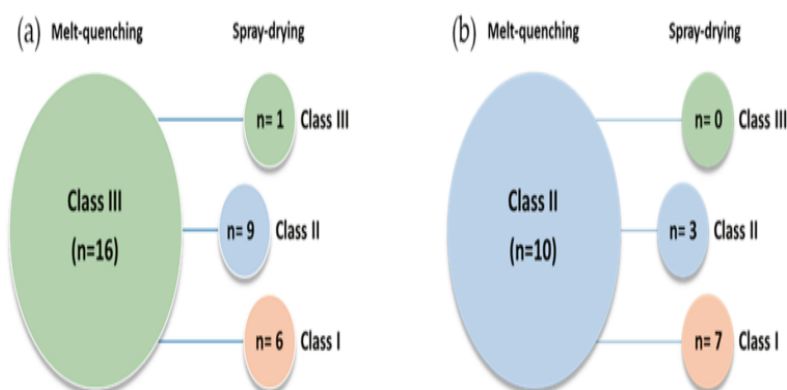 (a) Melt-quenching Spray-drying
n= 1 Class III
Class III
(n=16)
n= 9 Class II
n= 6 Class I
(b) Melt-quenching Spray-drying
n= 0 Class III
Class II
(n=10)
n= 3 Class II
n= 7 Class I